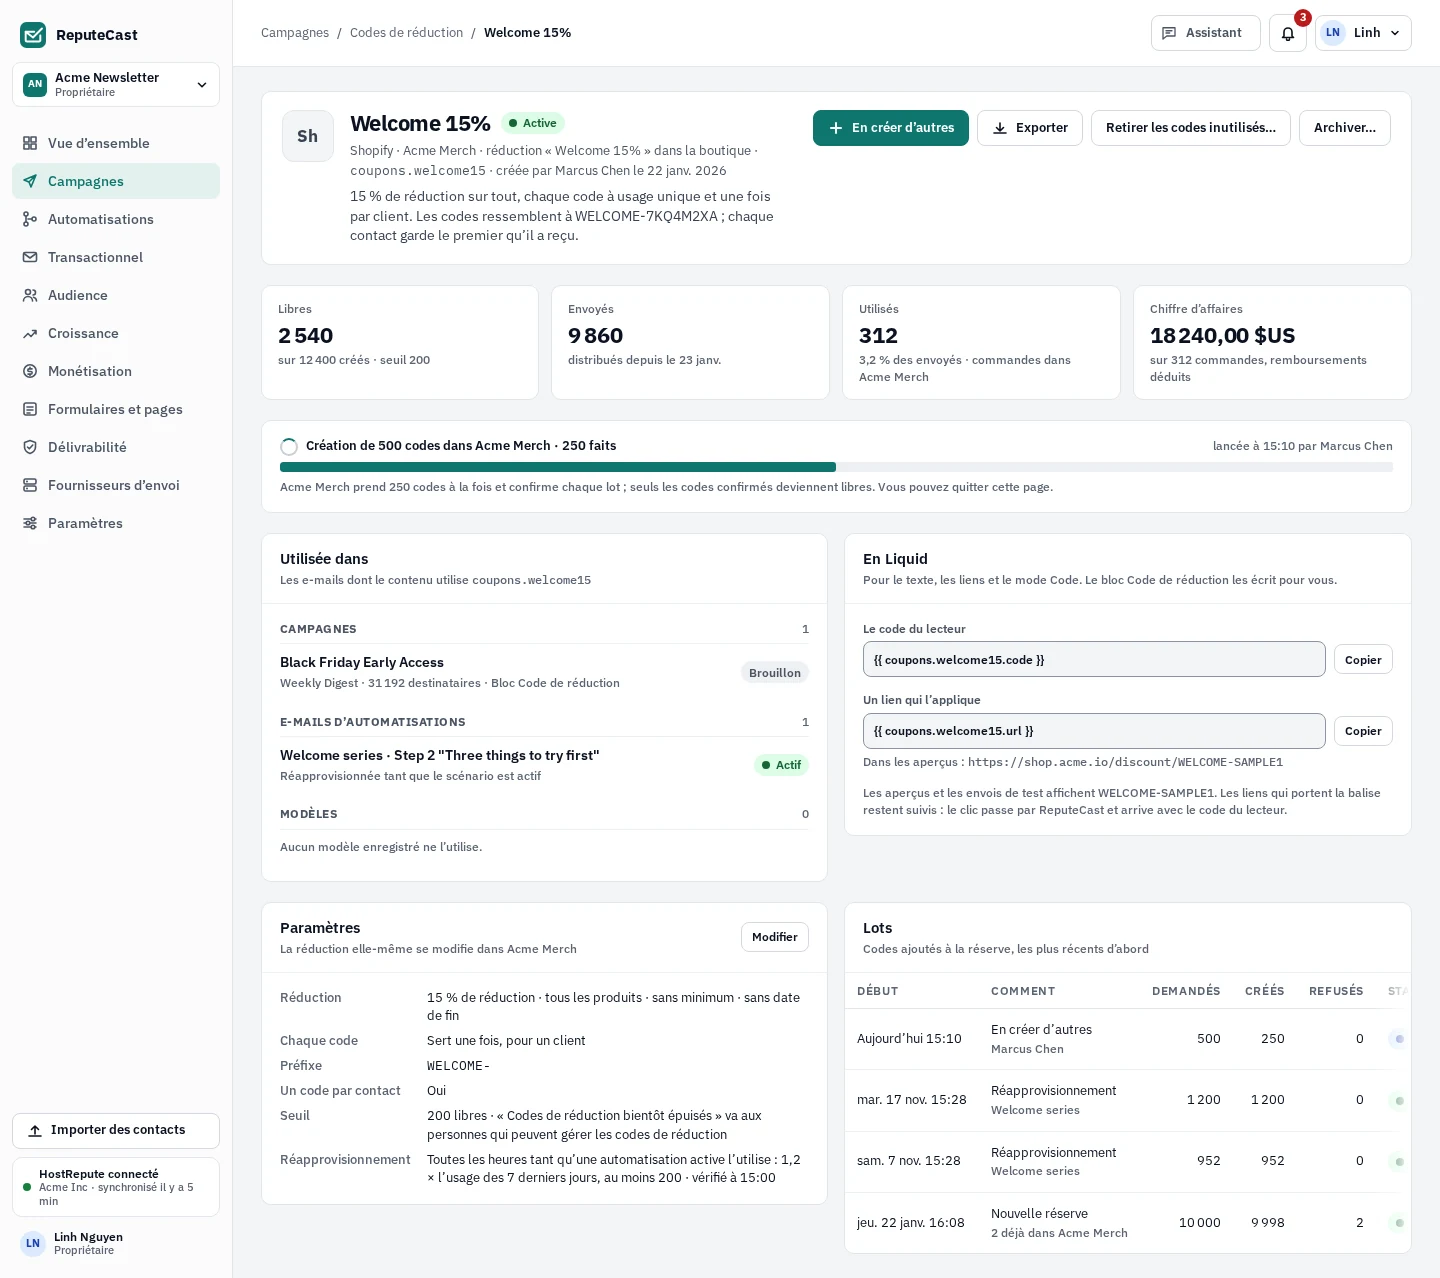 ReputeCast
AN
Acme Newsletter
Propriétaire
Vue d’ensemble
Campagnes
Automatisations
Transactionnel
Audience
Croissance
Monétisation
Formulaires et pages
Délivrabilité
Fournisseurs d’envoi
Paramètres
Importer des contacts
HostRepute connecté
Acme Inc · synchronisé il y a 5
min
LN
Linh Nguyen
Propriétaire
Campagnes / Codes de réduction / Welcome 15%
Assistant
3
LN
Linh
Sh
Welcome 15%
Active
Shopify · Acme Merch · réduction « Welcome 15% » dans la boutique ·
coupons.welcome15 · créée par Marcus Chen le 22 janv. 2026
15 % de réduction sur tout, chaque code à usage unique et une fois
par client. Les codes ressemblent à WELCOME-7KQ4M2XA ; chaque
contact garde le premier qu’il a reçu.
En créer d’autres
Exporter
Retirer les codes inutilisés…
Archiver…
Libres
2 540
sur 12 400 créés · seuil 200
Envoyés
9 860
distribués depuis le 23 janv.
Utilisés
312
3,2 % des envoyés · commandes dans
Acme Merch
Chiffre d’affaires
18 240,00 $US
sur 312 commandes, remboursements
déduits
Création de 500 codes dans Acme Merch · 250 faits
lancée à 15:10 par Marcus Chen
Acme Merch prend 250 codes à la fois et confirme chaque lot ; seuls les codes confirmés deviennent libres. Vous pouvez quitter cette page.
Utilisée dans
Les e-mails dont le contenu utilise coupons.welcome15
CAMPAGNES 1
Black Friday Early Access
Weekly Digest · 31 192 destinataires · Bloc Code de réduction
Brouillon
E-MAILS D’AUTOMATISATIONS 1
Welcome series · Step 2 "Three things to try first"
Réapprovisionnée tant que le scénario est actif
Actif
MODÈLES 0
Aucun modèle enregistré ne l’utilise.
En Liquid
Pour le texte, les liens et le mode Code. Le bloc Code de réduction les écrit pour vous.
Le code du lecteur
{{ coupons.welcome15.code }}
Copier
Un lien qui l’applique
{{ coupons.welcome15.url }}
Copier
Dans les aperçus : https://shop.acme.io/discount/WELCOME-SAMPLE1
Les aperçus et les envois de test affichent WELCOME-SAMPLE1. Les liens qui portent la balise
restent suivis : le clic passe par ReputeCast et arrive avec le code du lecteur.
Paramètres
La réduction elle-même se modifie dans Acme Merch
Modifier
Réduction
15 % de réduction · tous les produits · sans minimum · sans date
de fin
Chaque code
Sert une fois, pour un client
Préfixe
WELCOME-
Un code par contact
Oui
Seuil
200 libres · « Codes de réduction bientôt épuisés » va aux
personnes qui peuvent gérer les codes de réduction
Réapprovisionnement
Toutes les heures tant qu’une automatisation active l’utilise : 1,2
× l’usage des 7 derniers jours, au moins 200 · vérifié à 15:00
Lots
Codes ajoutés à la réserve, les plus récents d’abord
DÉBUT COMMENT DEMANDÉS CRÉÉS REFUSÉS STA
Aujourd’hui 15:10 En créer d’autres 500 250 0
Marcus Chen
mar. 17 nov. 15:28 Réapprovisionnement 1 200 1 200 0
Welcome series
sam. 7 nov. 15:28 Réapprovisionnement 952 952 0
Welcome series
jeu. 22 janv. 16:08 Nouvelle réserve 10 000 9 998 2
2 déjà dans Acme Merch